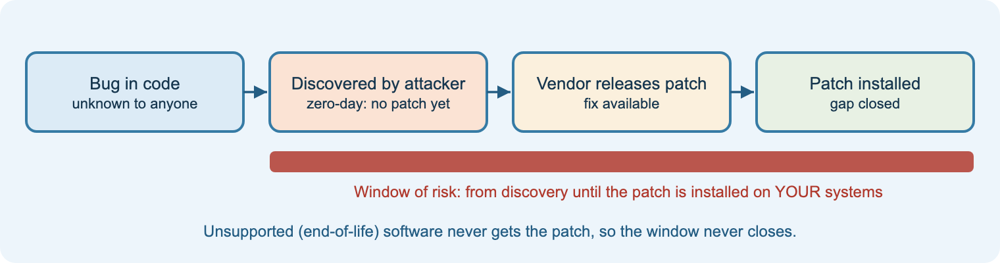 Bug in code
unknown to anyone
Discovered by attacker
zero-day: no patch yet
Vendor releases patch
fix available
Patch installed
gap closed
Window of risk: from discovery until the patch is installed on YOUR systems
Unsupported (end-of-life) software never gets the patch, so the window never closes.